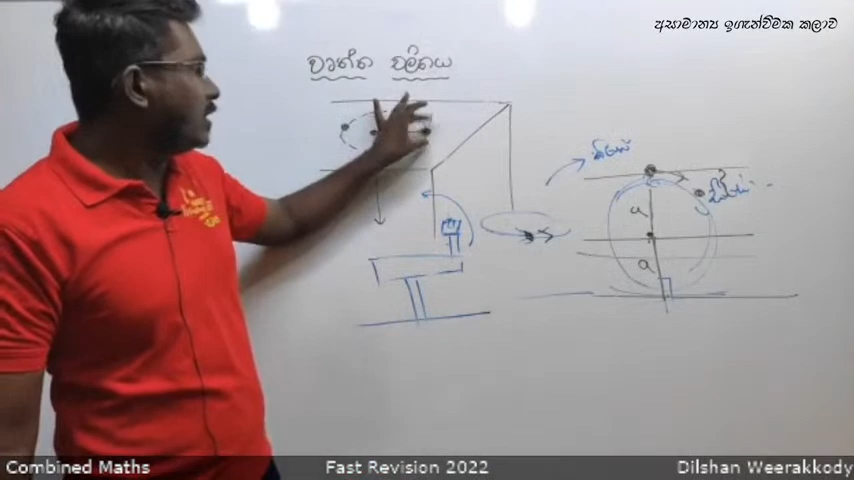 අසාමාන්‍ය ඉගැන්වීමක කලාව
වෘත්ත චලිතය
a
a
Combined Maths
Fast Revision 2022
Dilshan Weerakkody